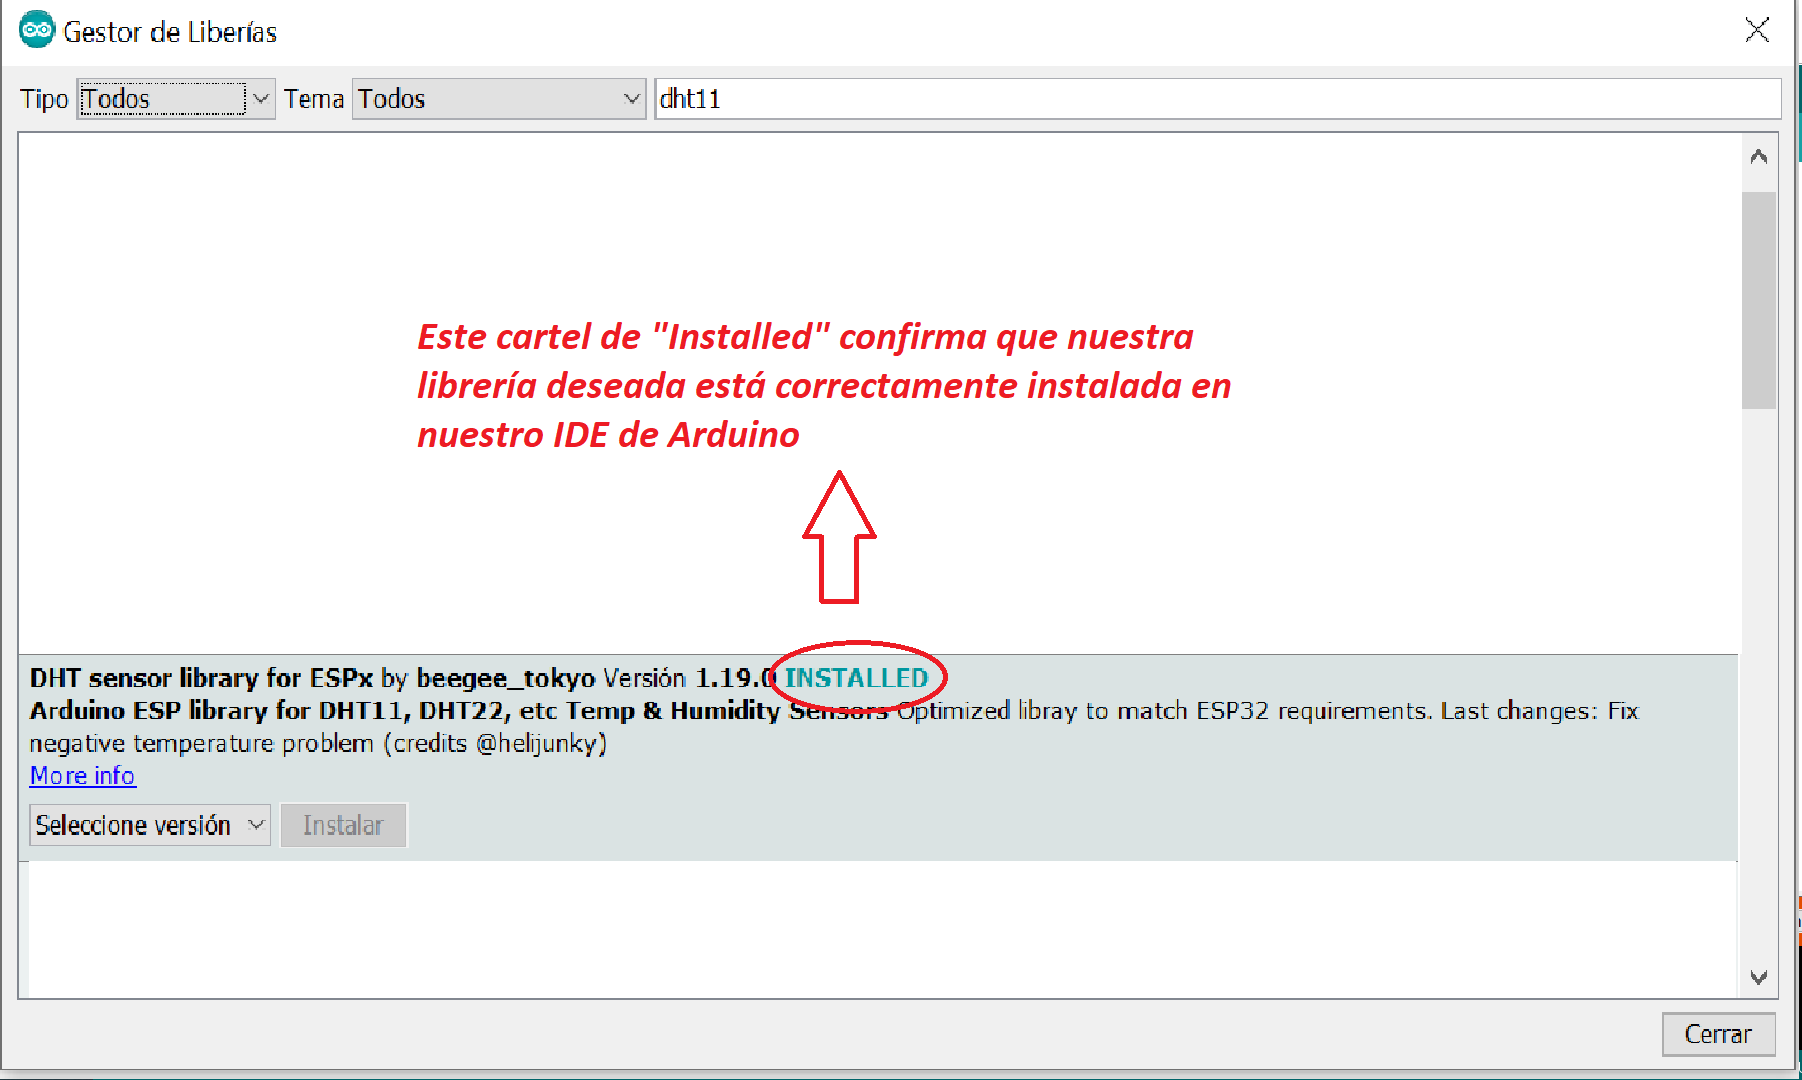 Gestor de Liberías
Tipo Todos Tema Todos dht11
Este cartel de "Installed" confirma que nuestra
librería deseada está correctamente instalada en
nuestro IDE de Arduino
DHT sensor library for ESPx by beegee_tokyo Versión 1.19.0 INSTALLED
Arduino ESP library for DHT11, DHT22, etc Temp & Humidity Sensors Optimized libray to match ESP32 requirements. Last changes: Fix
negative temperature problem (credits @helijunky)
More info
Seleccione versión Instalar
Cerrar